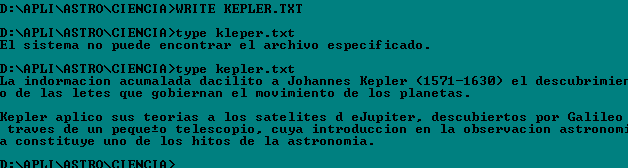 D:\APLI\ASTRO\CIENCIA>WRITE KEPLER.TXT
D:\APLI\ASTRO\CIENCIA>type kleper.txt
El sistema no puede encontrar el archivo especificado.
D:\APLI\ASTRO\CIENCIA>type kepler.txt
La indormacion acumalada dacilito a Johannes Kepler (1571-1630) el descubrimien
o de las letes que gobiernan el movimiento de los planetas.
Kepler aplico sus teorias a los satelites d eJupiter, descubiertos por Galileo
 traves de un peque±o telescopio, cuya introduccion en la observacion astronomi
a constituye uno de los hitos de la astronomia.
D:\APLI\ASTRO\CIENCIA>